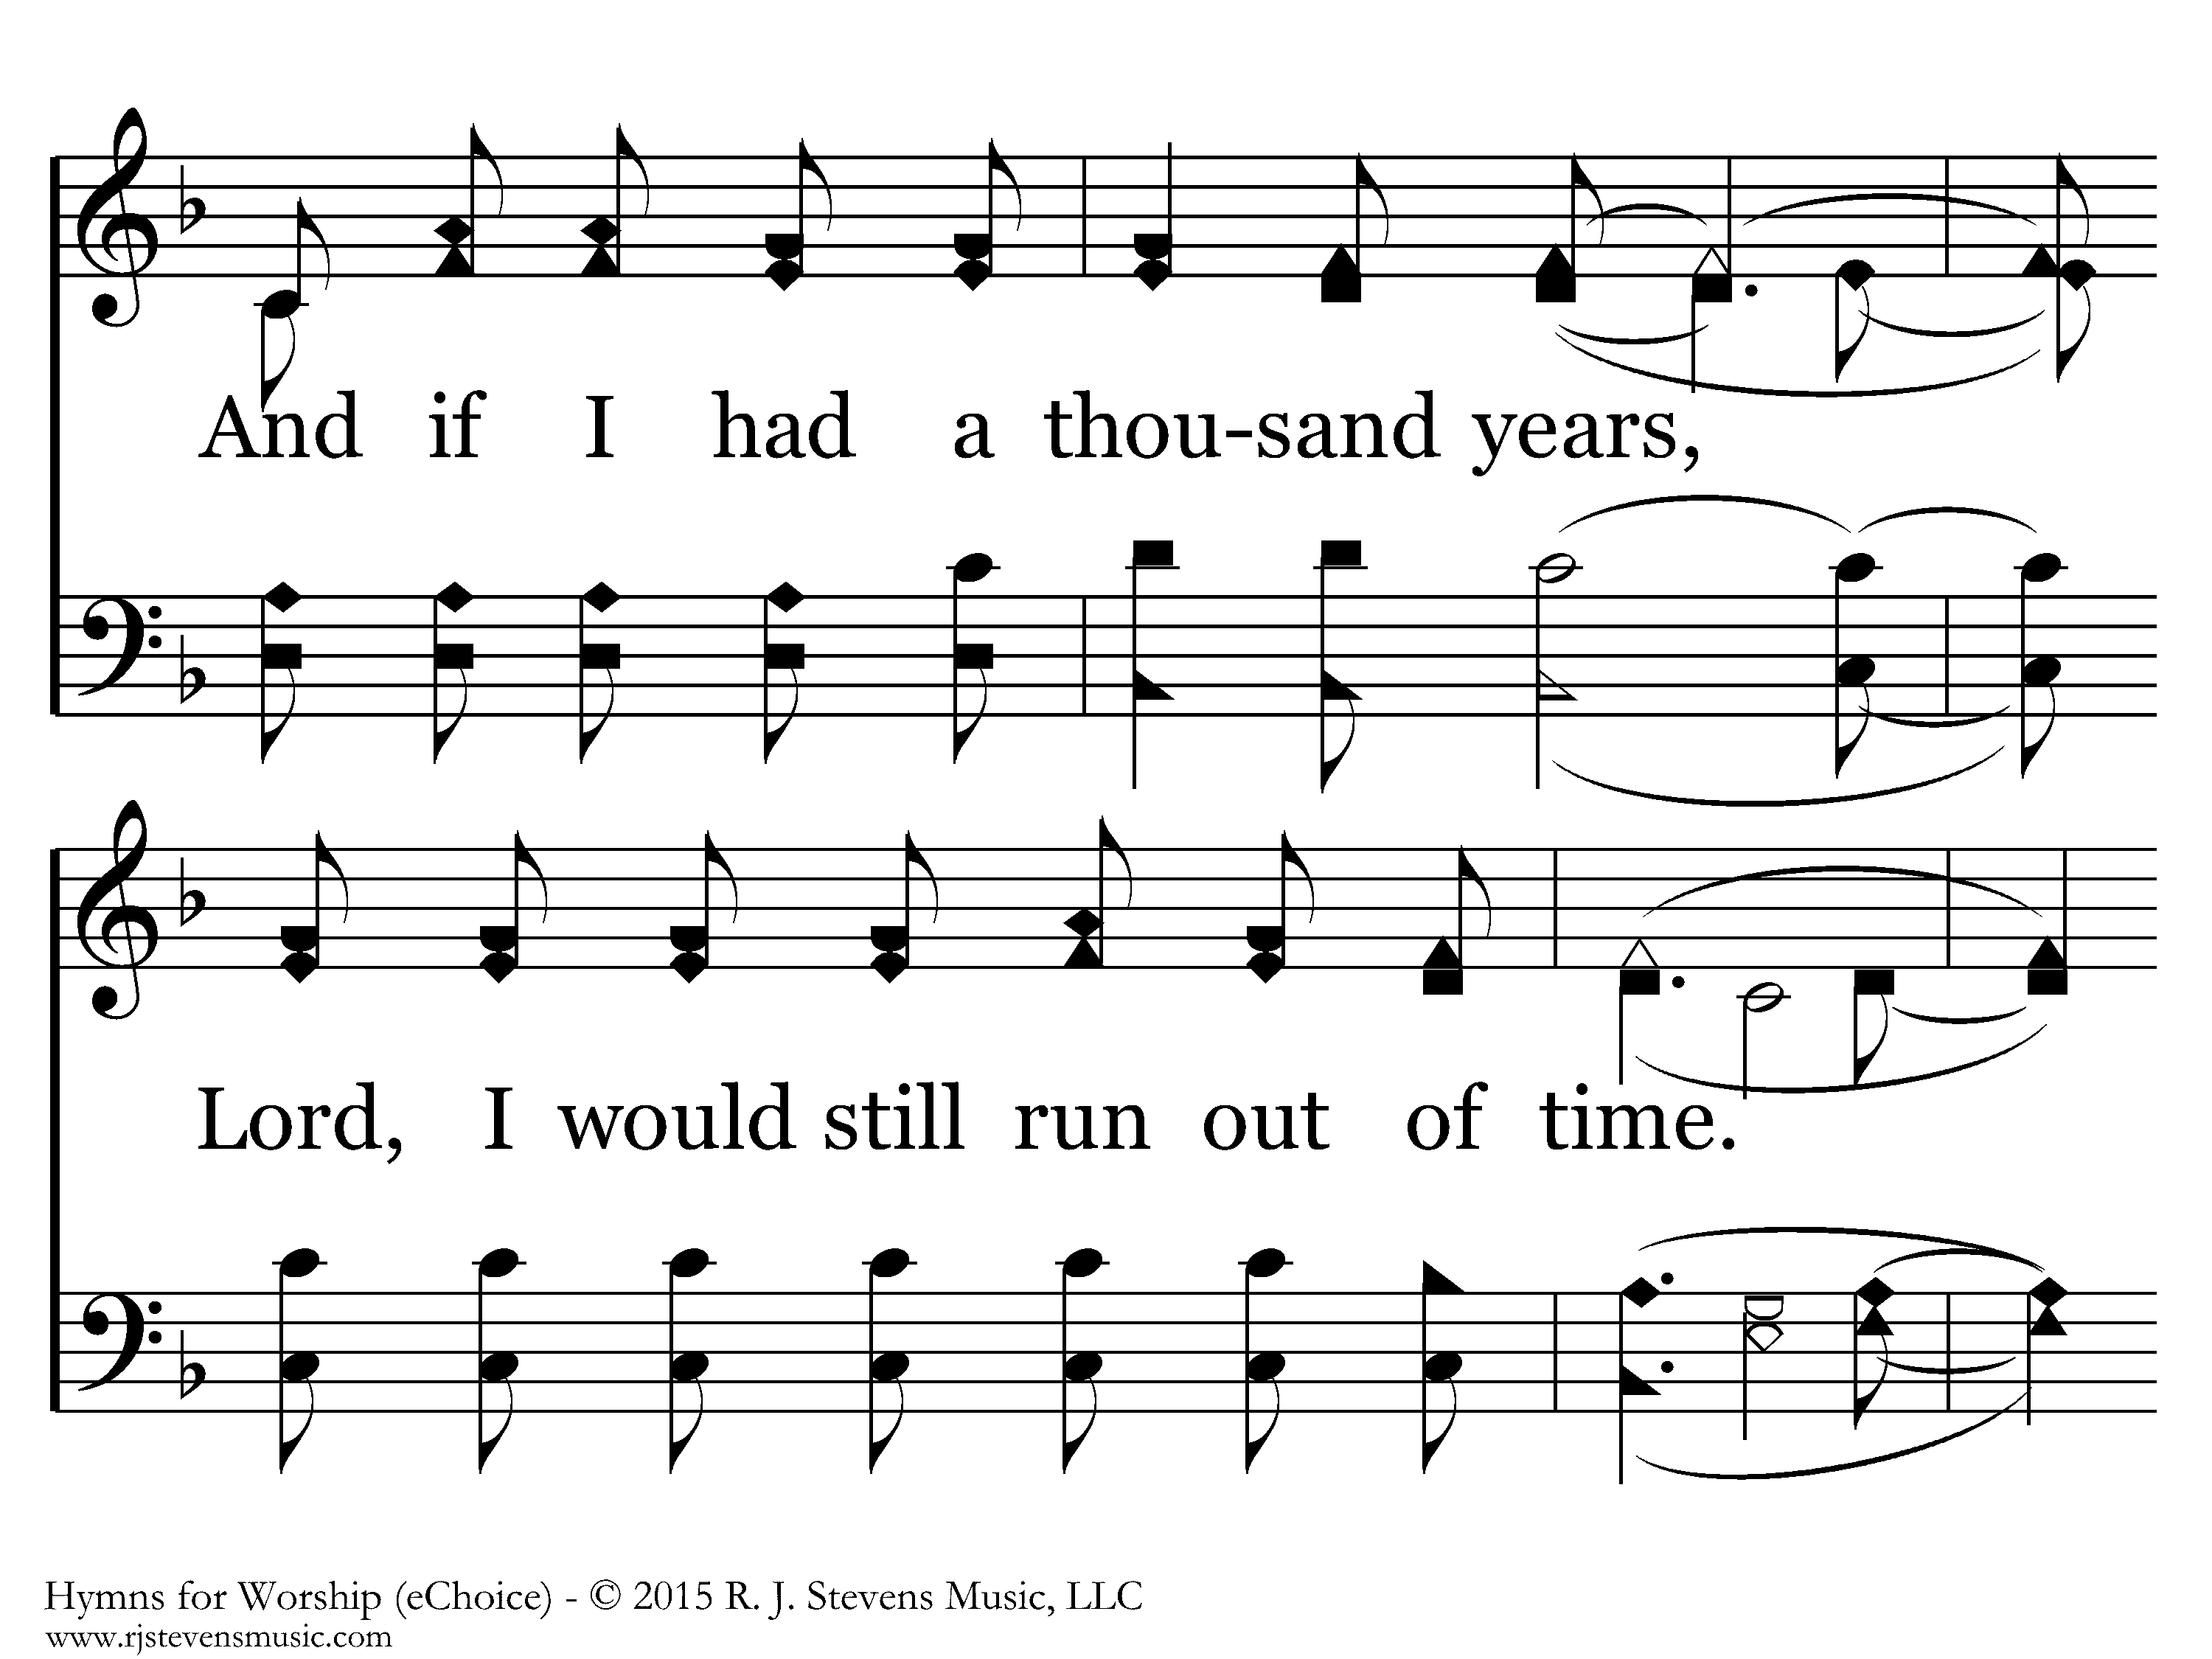 And if I had a thou-sand years,
Lord, I would still run out of time.
Hymns for Worship (eChoice) - © 2015 R. J. Stevens Music, LLC
www.rjstevensmusic.com